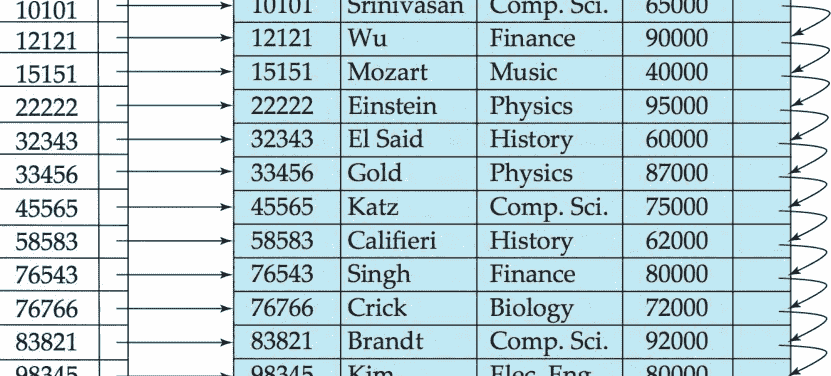 10101 10101 Srinivasan Comp. Sci. 65000
12121 12121 Wu Finance 90000
15151 15151 Mozart Music 40000
22222 22222 Einstein Physics 95000
32343 32343 El Said History 60000
33456 33456 Gold Physics 87000
45565 45565 Katz Comp. Sci. 75000
58583 58583 Califieri History 62000
76543 76543 Singh Finance 80000
76766 76766 Crick Biology 72000
83821 83821 Brandt Comp. Sci. 92000
98345 98345 Kim Elec. Eng. 80000